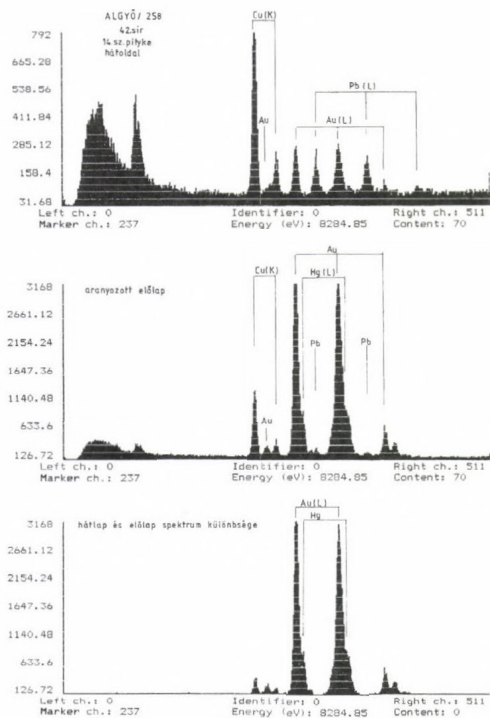 ALGYŐ/ 258
42.sír
14.sz. pityke
hátoldal
Cu(K)
Au
Pb(L)
Au(L)
792
665.28
538.56
411.84
285.12
158.4
31.68
Left ch.: 0 Identifier: 0 Right ch.: 511
Marker ch.: 237 Energy (eV): 8284.85 Content: 70
aranyozott előlap
Au
Cu(K)
Hg(L)
Pb
Pb
Au
3168
2661.12
2154.24
1647.36
1140.48
633.6
126.72
Left ch.: 0 Identifier: 0 Right ch.: 511
Marker ch.: 237 Energy (eV): 8284.85 Content: 70
hátlap és előlap spektrum különbsége
Au(L)
Hg
3168
2661.12
2154.24
1647.36
1140.48
633.6
126.72
Left ch.: 0 Identifier: 0 Right ch.: 511
Marker ch.: 237 Energy (eV): 8284.85 Content: 0